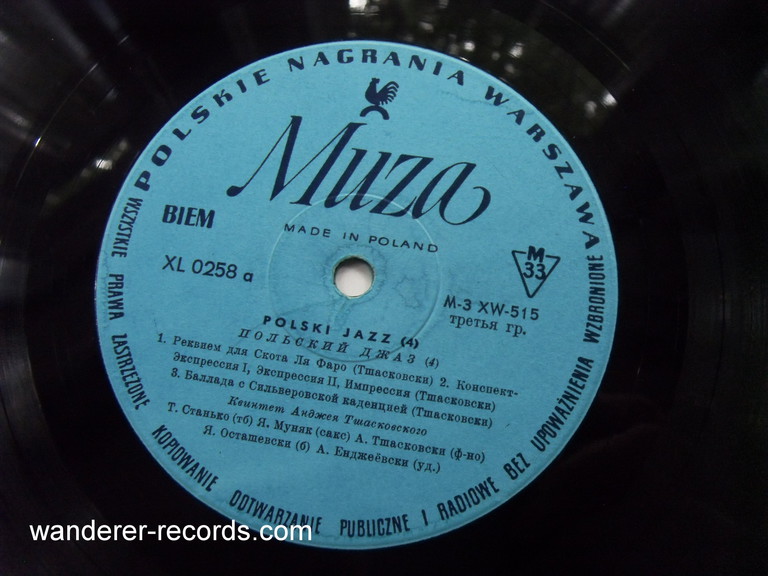 POLSKIE NAGRANIA WARSZAWA
Muza
MADE IN POLAND
BIEM
XL 0258 a
M
33
M-3 XW-515
третья гр.
POLSKI JAZZ (4)
ПОЛЬСКИЙ ДЖАЗ (4)
1. Реквием для Скота Ля Фаро (Тшасковски) 2. Конспект-
Экспрессия I, Экспрессия II, Импрессия (Тшасковски)
3. Баллада с Сильверовской каденцией (Тшасковски)
Квинтет Анджея Тшасковского
Т. Станько (тб) Я. Муняк (сакс) А. Тшасковски (ф-но)
Я. Осташевски (б) А. Енджеёвски (уд.)
WSZYSTKIE PRAWA ZASTRZEŻONE KOPIOWANIE ODTWARZANIE PUBLICZNE I RADIOWE BEZ UPOWAŻNIENIA WZBRONIONE
wanderer-records.com